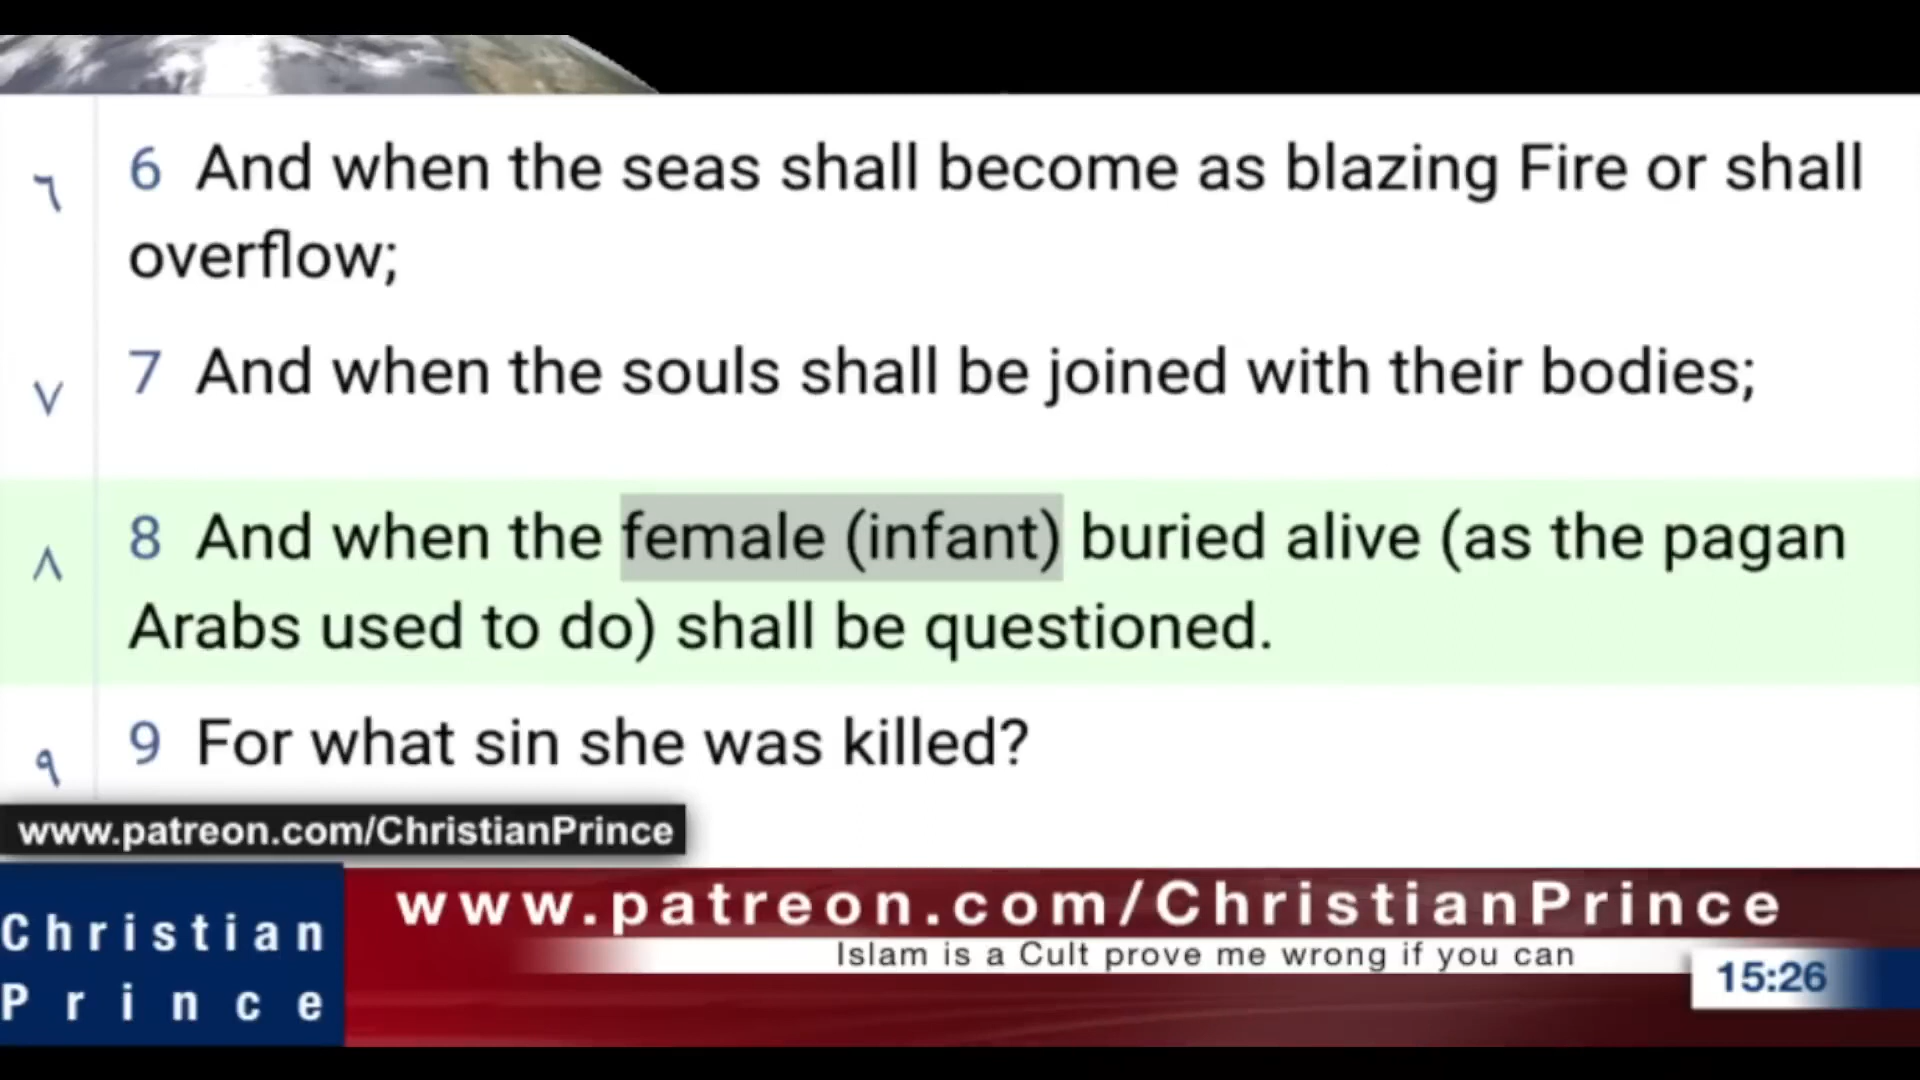 ٦
6 And when the seas shall become as blazing Fire or shall
overflow;
٧
7 And when the souls shall be joined with their bodies;
٨
8 And when the female (infant) buried alive (as the pagan
Arabs used to do) shall be questioned.
٩
9 For what sin she was killed?
www.patreon.com/ChristianPrince
Christian
Prince
www.patreon.com/ChristianPrince
Islam is a Cult prove me wrong if you can
15:26